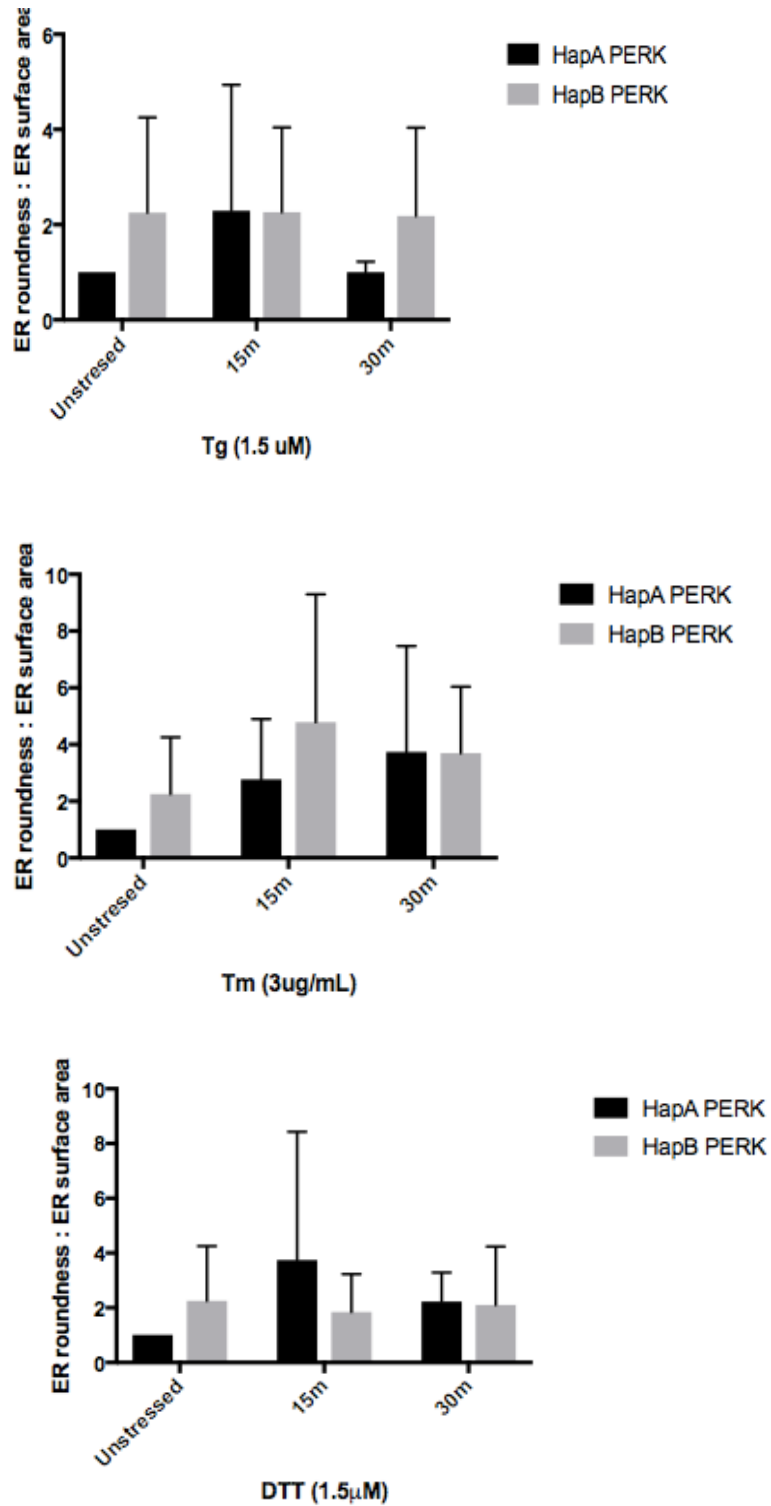 ER roundness : ER surface area
6
4
2
0
HapA PERK
HapB PERK
Unstresed
15m
30m
Tg (1.5 uM)
ER roundness : ER surface area
10
8
6
4
2
0
HapA PERK
HapB PERK
Unstresed
15m
30m
Tm (3ug/mL)
ER roundness : ER surface area
10
8
6
4
2
0
HapA PERK
HapB PERK
Unstressed
15m
30m
DTT (1.5μM)